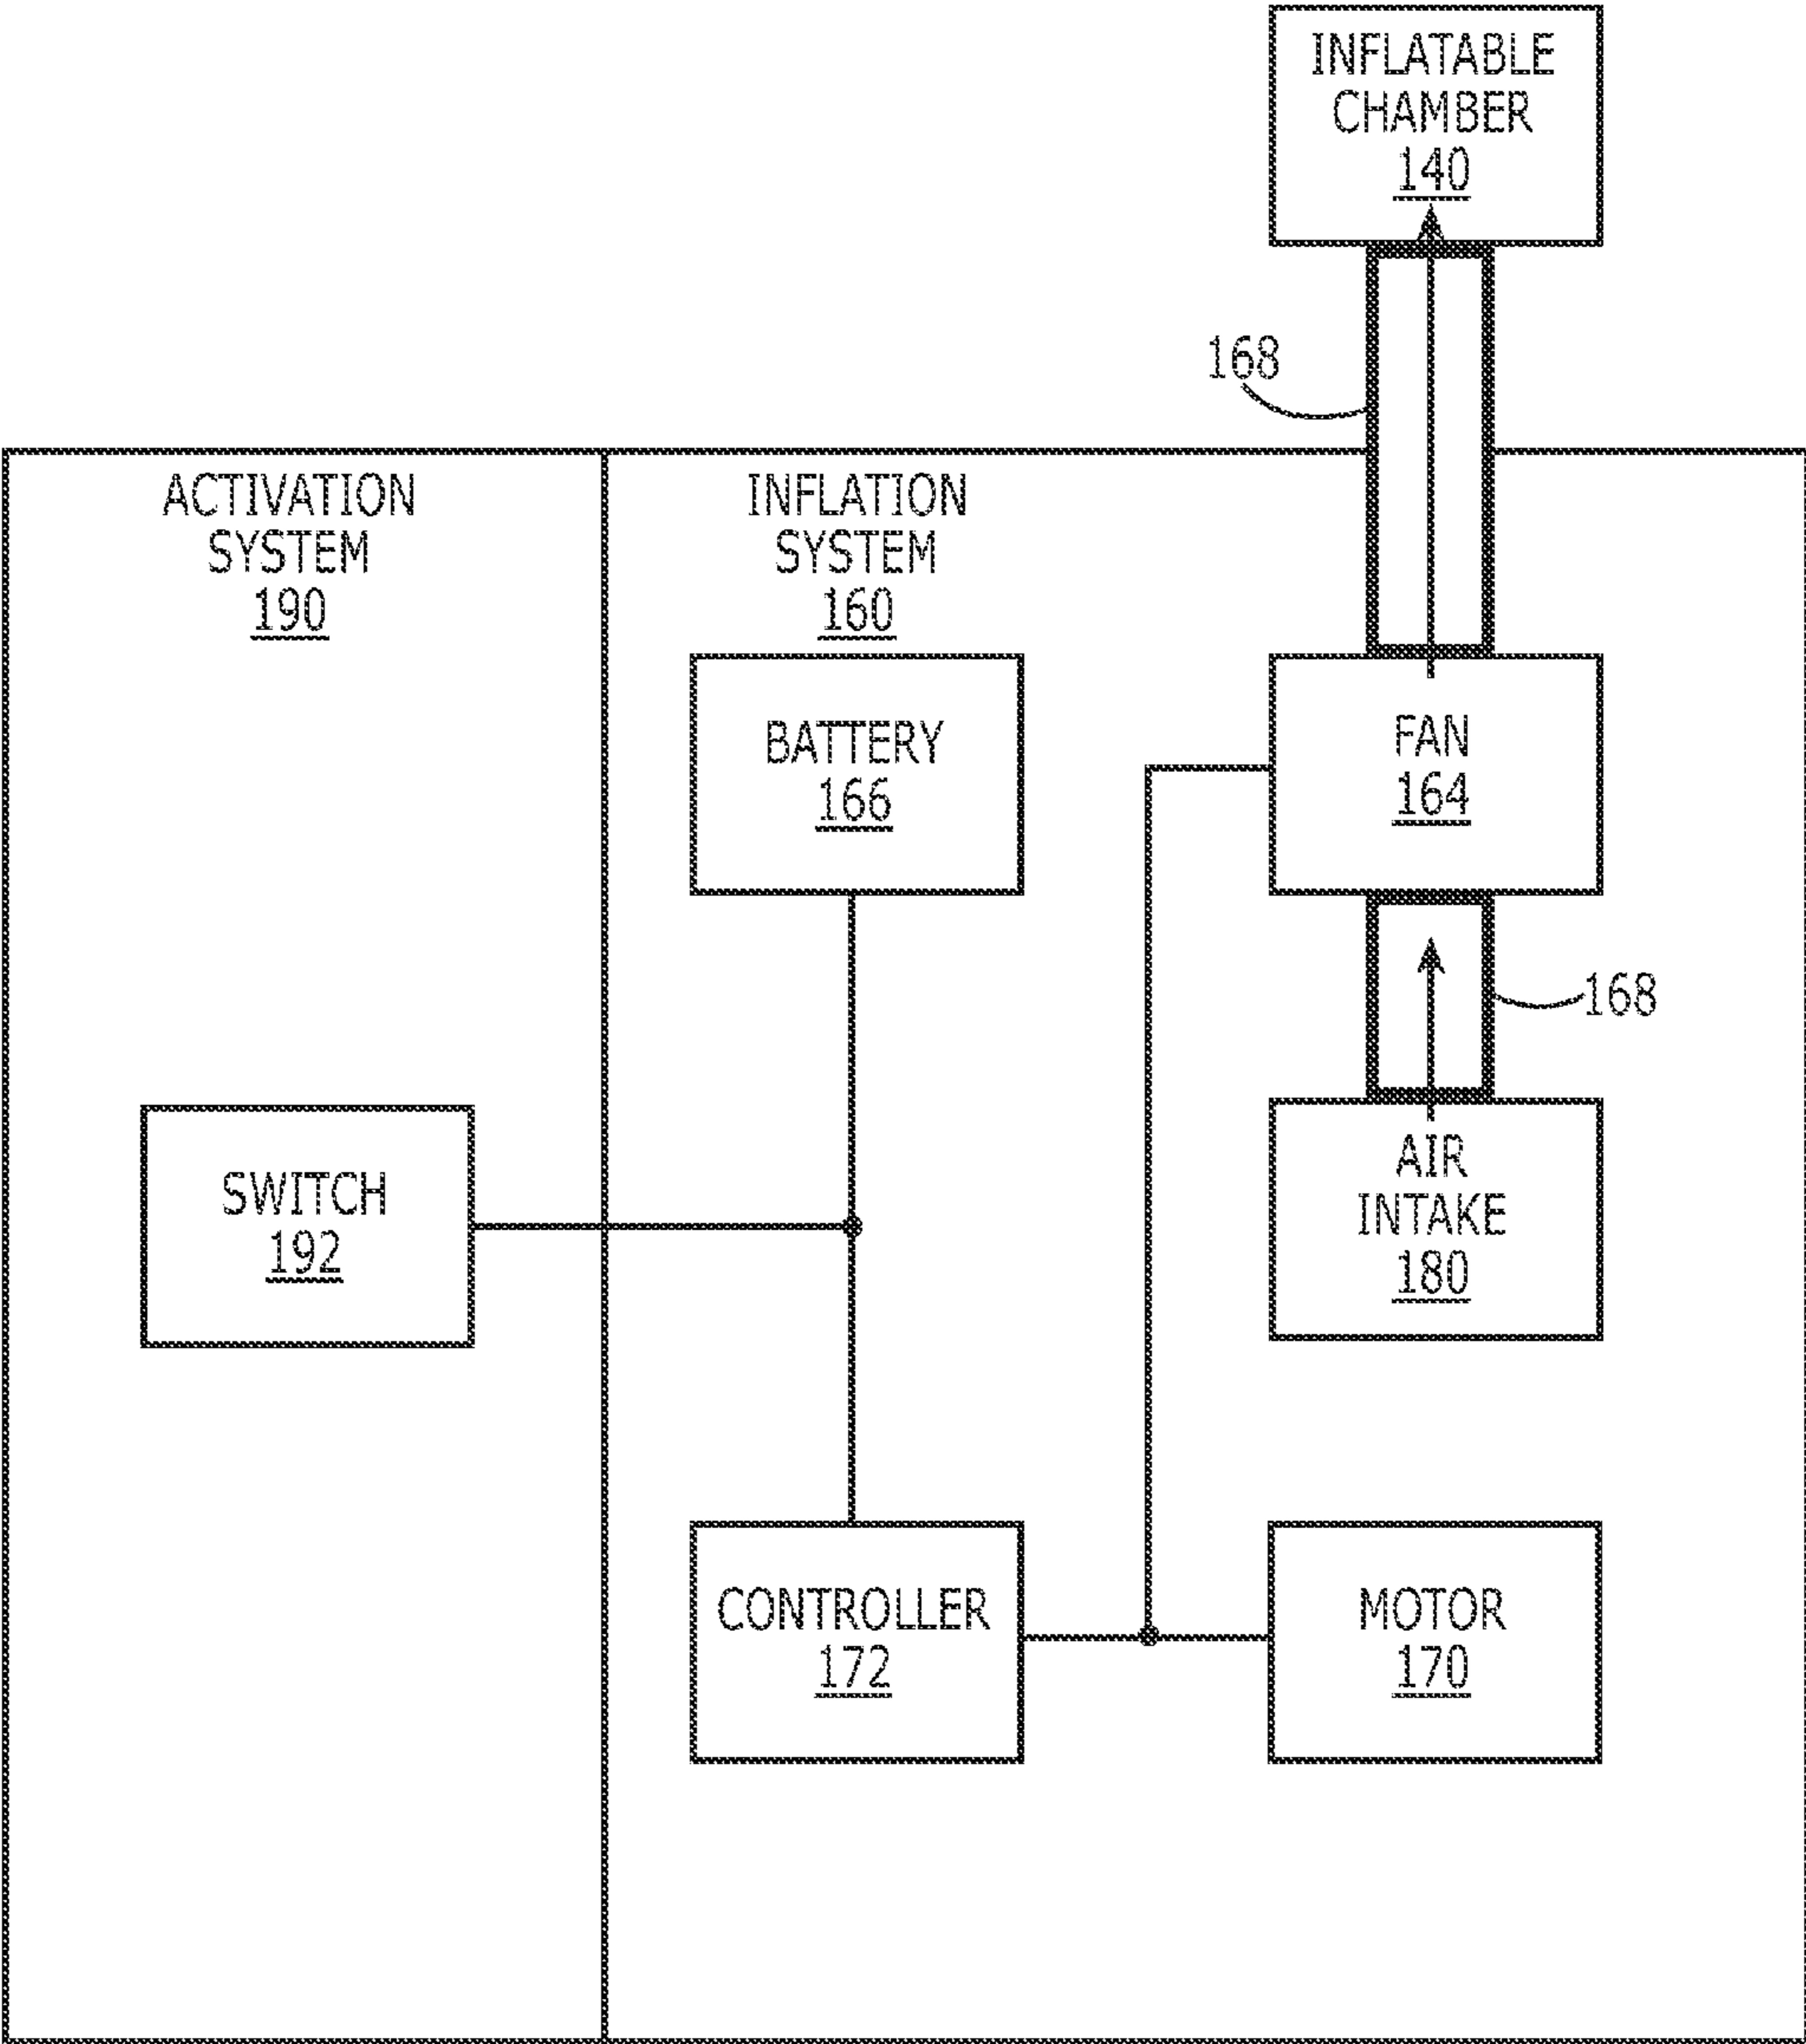 INFLATABLE
CHAMBER
140
168
ACTIVATION
SYSTEM
190
INFLATION
SYSTEM
160
BATTERY
166
FAN
164
168
SWITCH
192
AIR
INTAKE
180
CONTROLLER
172
MOTOR
170